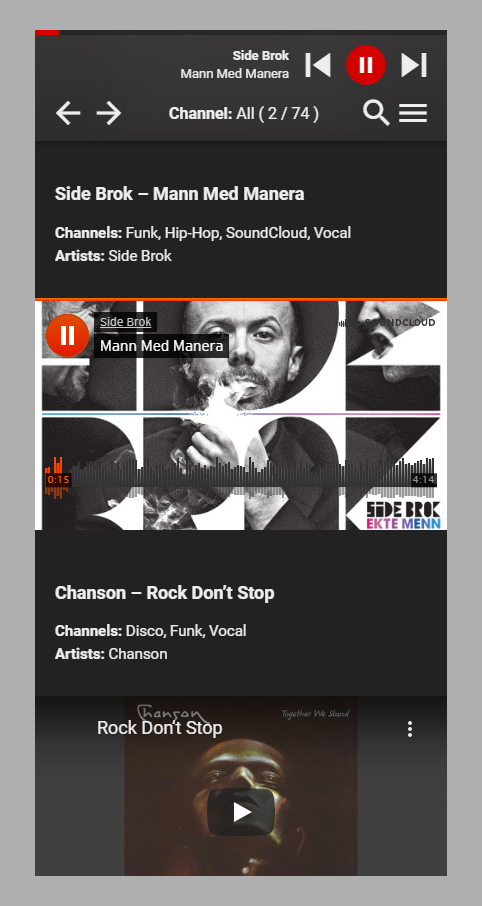 Side Brok
Mann Med Manera
Channel: All ( 2 / 74 )
Side Brok – Mann Med Manera
Channels: Funk, Hip-Hop, SoundCloud, Vocal
Artists: Side Brok
Side Brok
SOUNDCLOUD
Mann Med Manera
0:15
4:14
SIDE BROK
EKTE MENN
Chanson – Rock Don't Stop
Channels: Disco, Funk, Vocal
Artists: Chanson
Chanson
Together We Stand
Rock Don't Stop